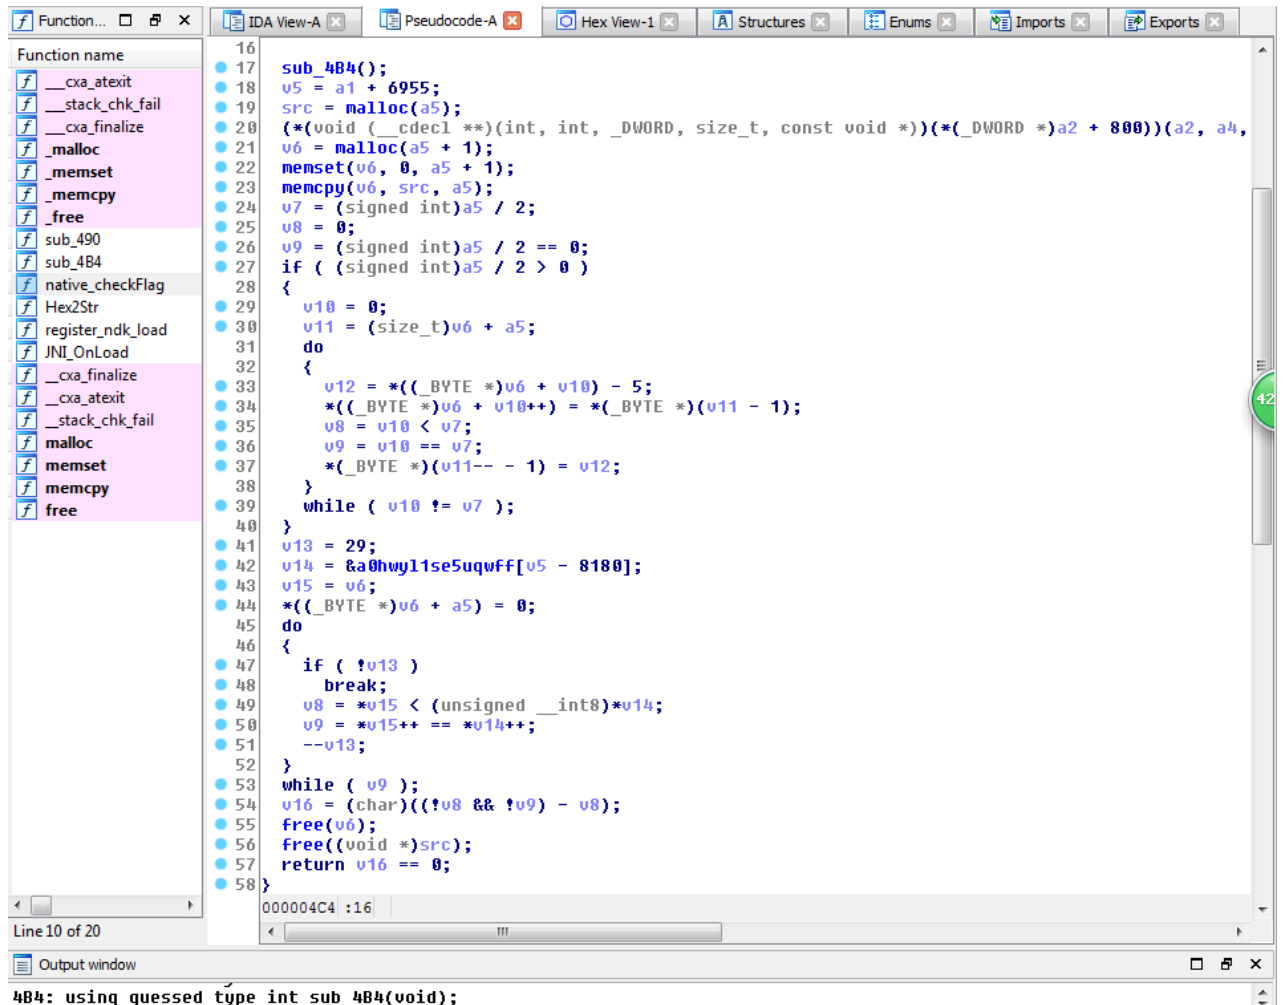 Function...
IDA View-A
Pseudocode-A
Hex View-1
Structures
Enums
Imports
Exports
Function name
___cxa_atexit
___stack_chk_fail
___cxa_finalize
_malloc
_memset
_memcpy
_free
sub_490
sub_4B4
native_checkFlag
Hex2Str
register_ndk_load
JNI_OnLoad
__cxa_finalize
__cxa_atexit
__stack_chk_fail
malloc
memset
memcpy
free
Line 10 of 20
16
17 sub_4B4();
18 v5 = a1 + 6955;
19 src = malloc(a5);
20 (*(void (__cdecl **)(int, int, _DWORD, size_t, const void *))(*(_DWORD *)a2 + 800))(a2, a4,
21 v6 = malloc(a5 + 1);
22 memset(v6, 0, a5 + 1);
23 memcpy(v6, src, a5);
24 v7 = (signed int)a5 / 2;
25 v8 = 0;
26 v9 = (signed int)a5 / 2 == 0;
27 if ( (signed int)a5 / 2 > 0 )
28 {
29 v10 = 0;
30 v11 = (size_t)v6 + a5;
31 do
32 {
33 v12 = *((_BYTE *)v6 + v10) - 5;
34 *((_BYTE *)v6 + v10++) = *(_BYTE *)(v11 - 1);
35 v8 = v10 < v7;
36 v9 = v10 == v7;
37 *(_BYTE *)(v11-- - 1) = v12;
38 }
39 while ( v10 != v7 );
40 }
41 v13 = 29;
42 v14 = &a0hwyl1se5uqwff[v5 - 8180];
43 v15 = v6;
44 *((_BYTE *)v6 + a5) = 0;
45 do
46 {
47 if ( !v13 )
48 break;
49 v8 = *v15 < (unsigned __int8)*v14;
50 v9 = *v15++ == *v14++;
51 --v13;
52 }
53 while ( v9 );
54 v16 = (char)((!v8 && !v9) - v8);
55 free(v6);
56 free((void *)src);
57 return v16 == 0;
58 }
000004C4 :16
42
Output window
4B4: using guessed type int sub_4B4(void);